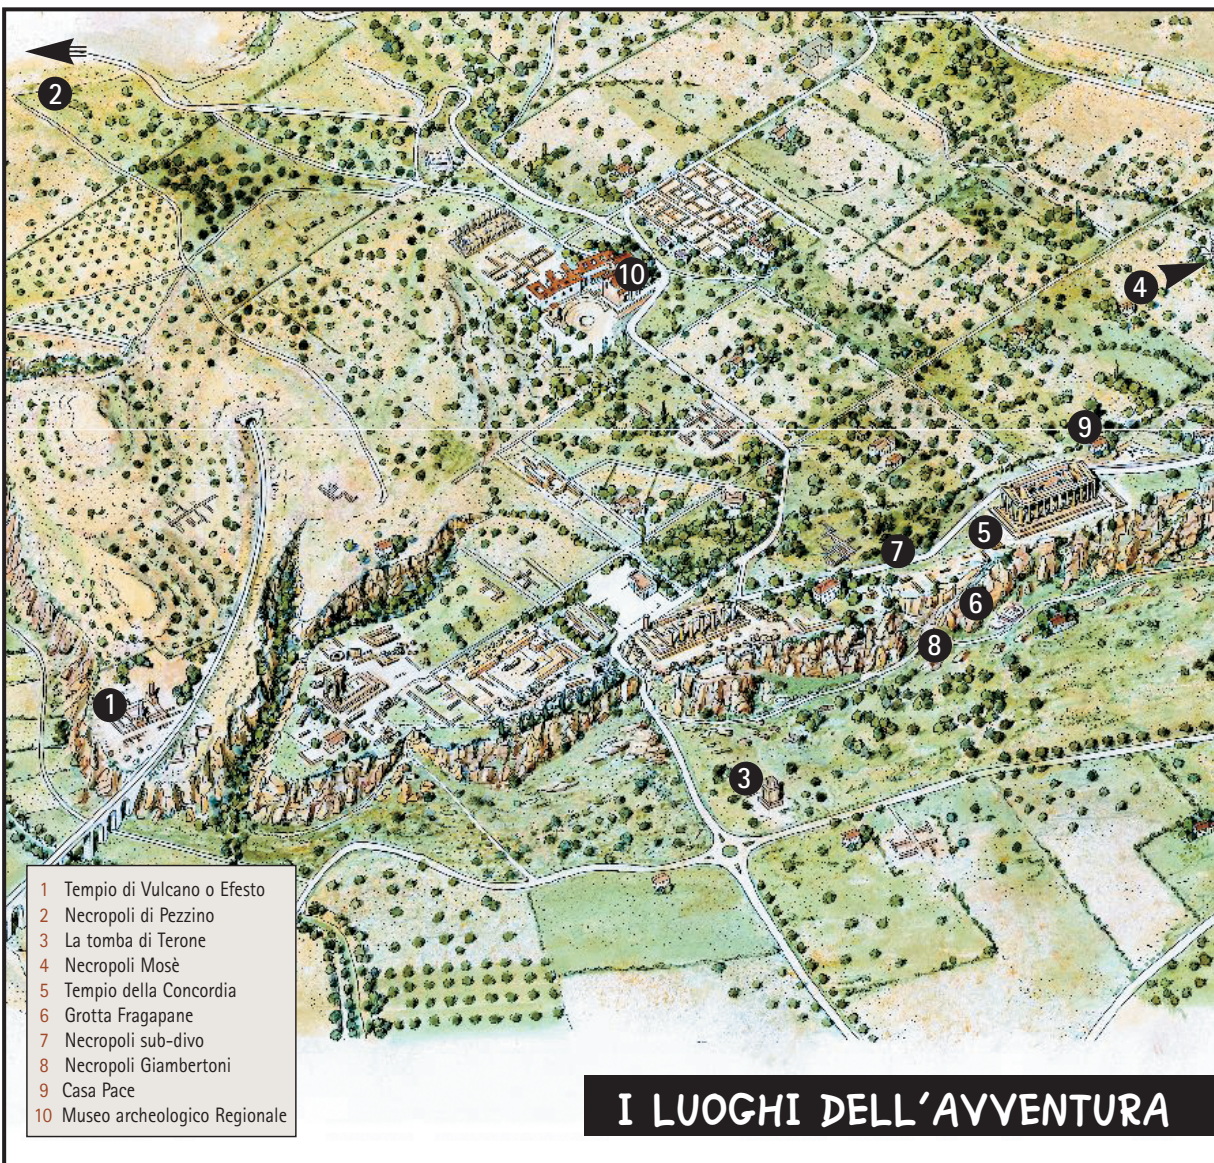 2
10
4
9
5
7
6
8
1
3
1 Tempio di Vulcano o Efesto
2 Necropoli di Pezzino
3 La tomba di Terone
4 Necropoli Mosè
5 Tempio della Concordia
6 Grotta Fragapane
7 Necropoli sub-divo
8 Necropoli Giambertoni
9 Casa Pace
10 Museo archeologico Regionale
I LUOGHI DELL'AVVENTURA